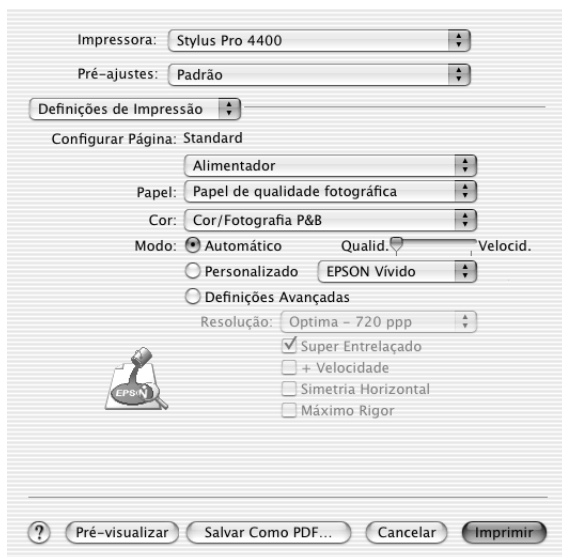 Impressora: Stylus Pro 4400
Pré-ajustes: Padrão
Definições de Impressão
Configurar Página: Standard
Alimentador
Papel: Papel de qualidade fotográfica
Cor: Cor/Fotografia P&B
Modo: Automático Qualid. Velocid.
Personalizado EPSON Vívido
Definições Avançadas
Resolução: Optima – 720 ppp
Super Entrelaçado
+ Velocidade
Simetria Horizontal
Máximo Rigor
EPSON
? Pré-visualizar Salvar Como PDF... Cancelar Imprimir